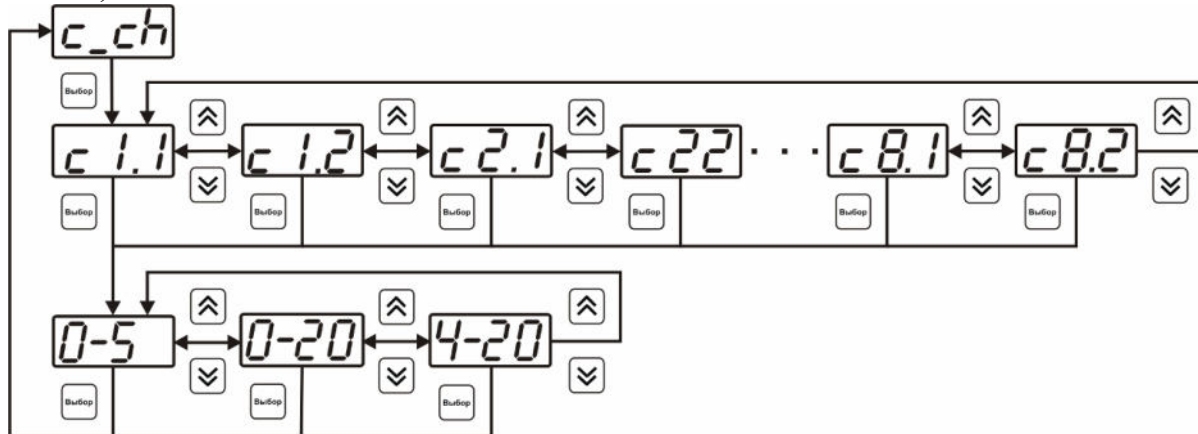 c_ch
Выбор
c 1.1 c 1.2 c 2.1 c 22 . . . c 8.1 c 8.2
Выбор Выбор Выбор Выбор Выбор Выбор
0-5 0-20 4-20
Выбор Выбор Выбор